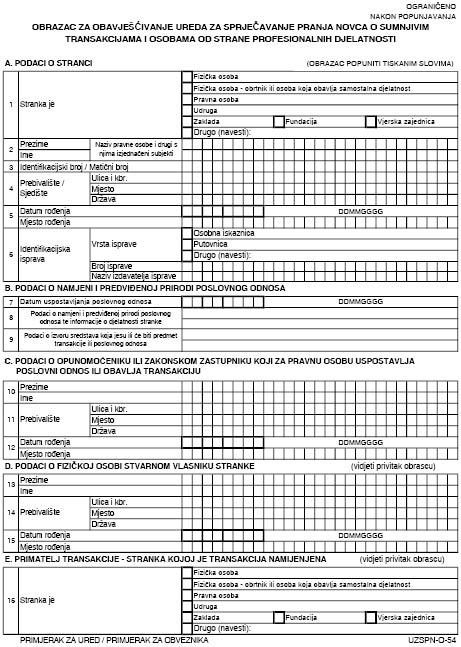 OGRANIČENO
NAKON POPUNJAVANJA
OBRAZAC ZA OBAVJEŠČIVANJE UREDA ZA SPRJEČAVANJE PRANJA NOVCA O SUMNJIVIM
TRANSAKCIJAMA I OSOBAMA OD STRANE PROFESIONALNIH DJELATNOSTI
A. PODACI O STRANCI (OBRAZAC POPUNITI TISKANIM SLOVIMA)
1 Stranka je
Fizička osoba
Fizička osoba - obrtnik ili osoba koja obavlja samostalna djelatnost
Pravna osoba
Udruga
Zaklada Fundacija Vjerska zajednica
Drugo (navesti):
2 Prezime
Ime
Naziv pravne osobe i drugi s
njima izjednačeni subjekti
3 Identifikacijski broj / Matični broj
4 Prebivalište /
Sjedište
Ulica i kbr.
Mjesto
Država
5 Datum rođenja DDMMGGGG
Mjesto rođenja
6 Identifikacijska
isprava
Vrsta isprave
Osobna iskaznica
Putovnica
Drugo (navesti):
Broj isprave
Naziv izdavatelja isprave
B. PODACI O NAMJENI I PREDVIĐENOJ PRIRODI POSLOVNOG ODNOSA
7 Datum uspostavljanja poslovnog odnosa DDMMGGGG
8 Podaci o namjeni i predviđenoj prirodi poslovnog
odnosa te informacije o djelatnosti stranke
9 Podaci o izvoru sredstava koja jesu ili će biti predmet
transakcije ili poslovnog odnosa
C. PODACI O OPUNOMOĆENIKU ILI ZAKONSKOM ZASTUPNIKU KOJI ZA PRAVNU OSOBU USPOSTAVLJA
POSLOVNI ODNOS ILI OBAVLJA TRANSAKCIJU
10 Prezime
Ime
11 Prebivalište
Ulica i kbr.
Mjesto
Država
12 Datum rođenja DDMMGGGG
Mjesto rođenja
D. PODACI O FIZIČKOJ OSOBI STVARNOM VLASNIKU STRANKE (vidjeti privitak obrascu)
13 Prezime
Ime
14 Prebivalište
Ulica i kbr.
Mjesto
Država
15 Datum rođenja DDMMGGGG
Mjesto rođenja
E. PRIMATELJ TRANSAKCIJE - STRANKA KOJOJ JE TRANSAKCIJA NAMIJENJENA (vidjeti privitak obrascu)
16 Stranka je
Fizička osoba
Fizička osoba - obrtnik ili osoba koja obavlja samostalna djelatnost
Pravna osoba
Udruga
Zaklada Fundacija Vjerska zajednica
Drugo (navesti):
PRIMJERAK ZA URED / PRIMJERAK ZA OBVEZNIKA UZSPN-O-54